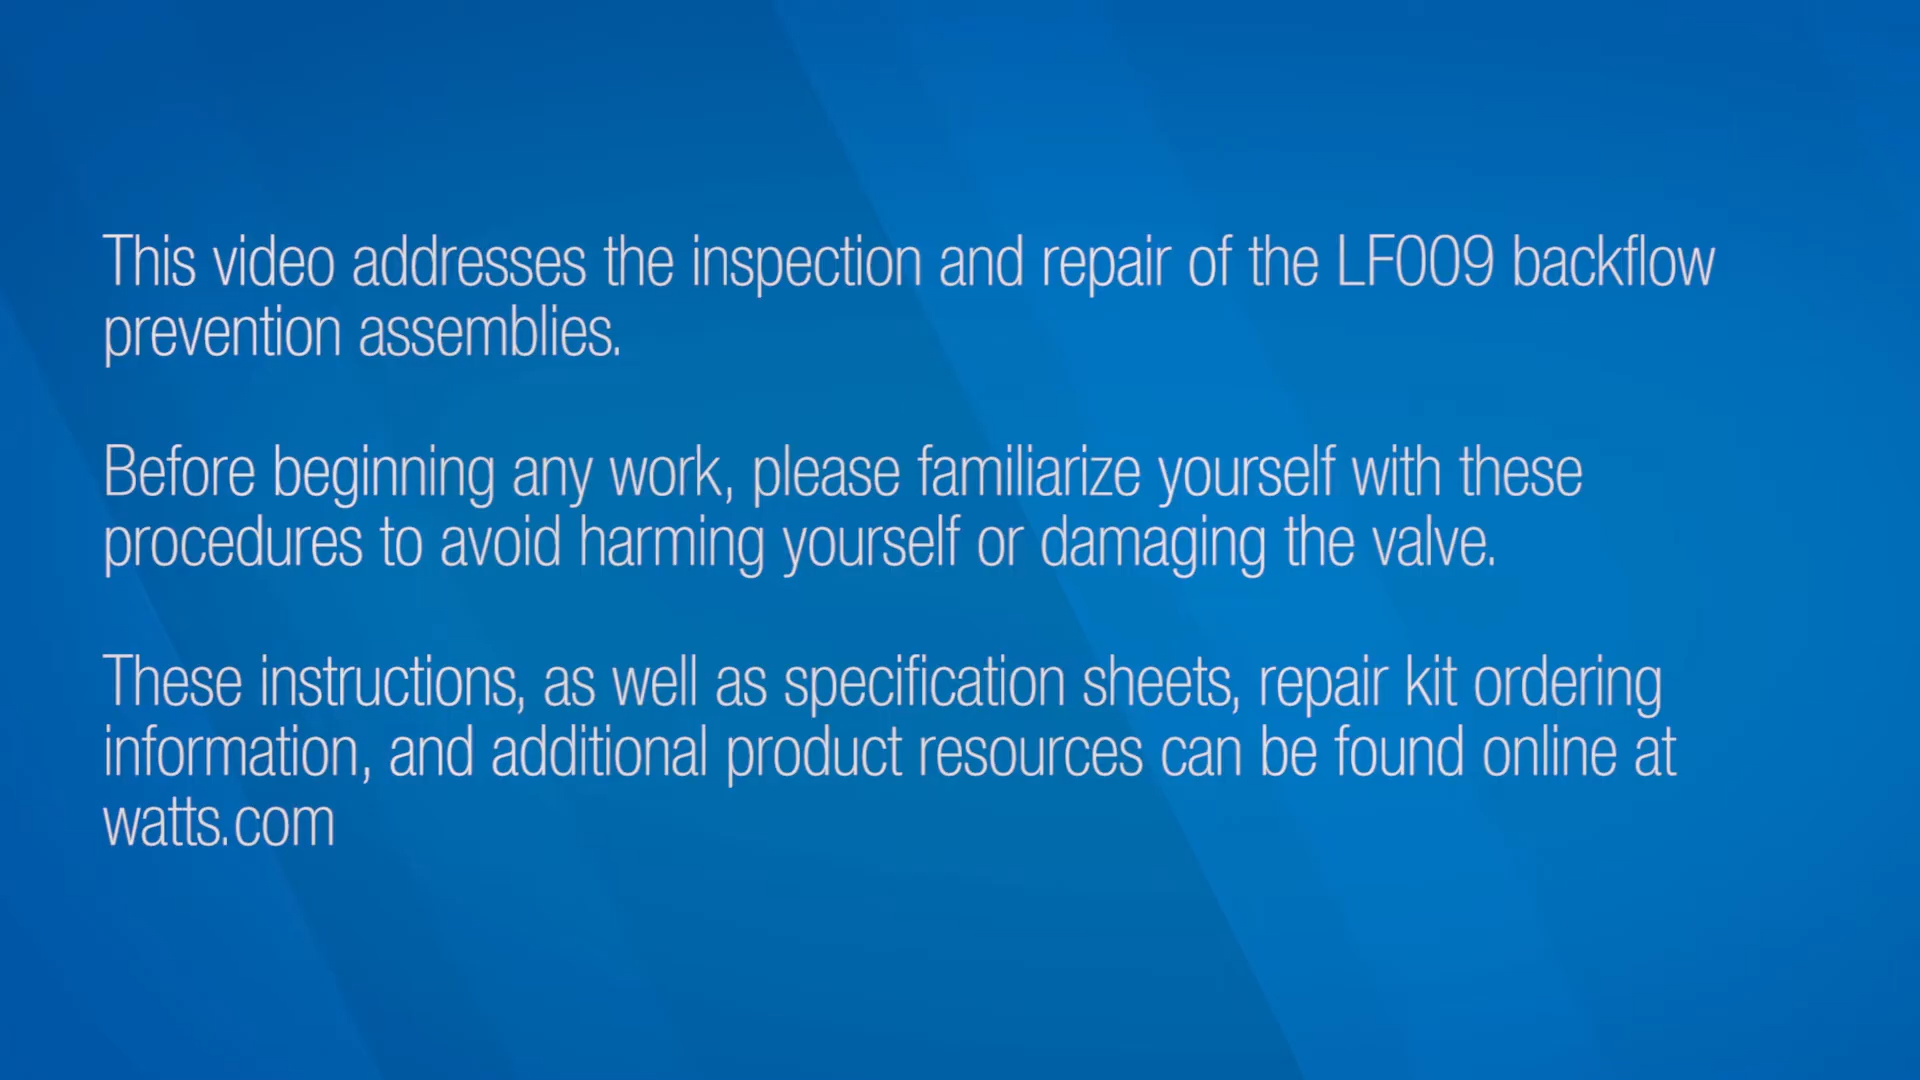 This video addresses the inspection and repair of the LF009 backflow
prevention assemblies.
Before beginning any work, please familiarize yourself with these
procedures to avoid harming yourself or damaging the valve.
These instructions, as well as specification sheets, repair kit ordering
information, and additional product resources can be found online at
watts.com